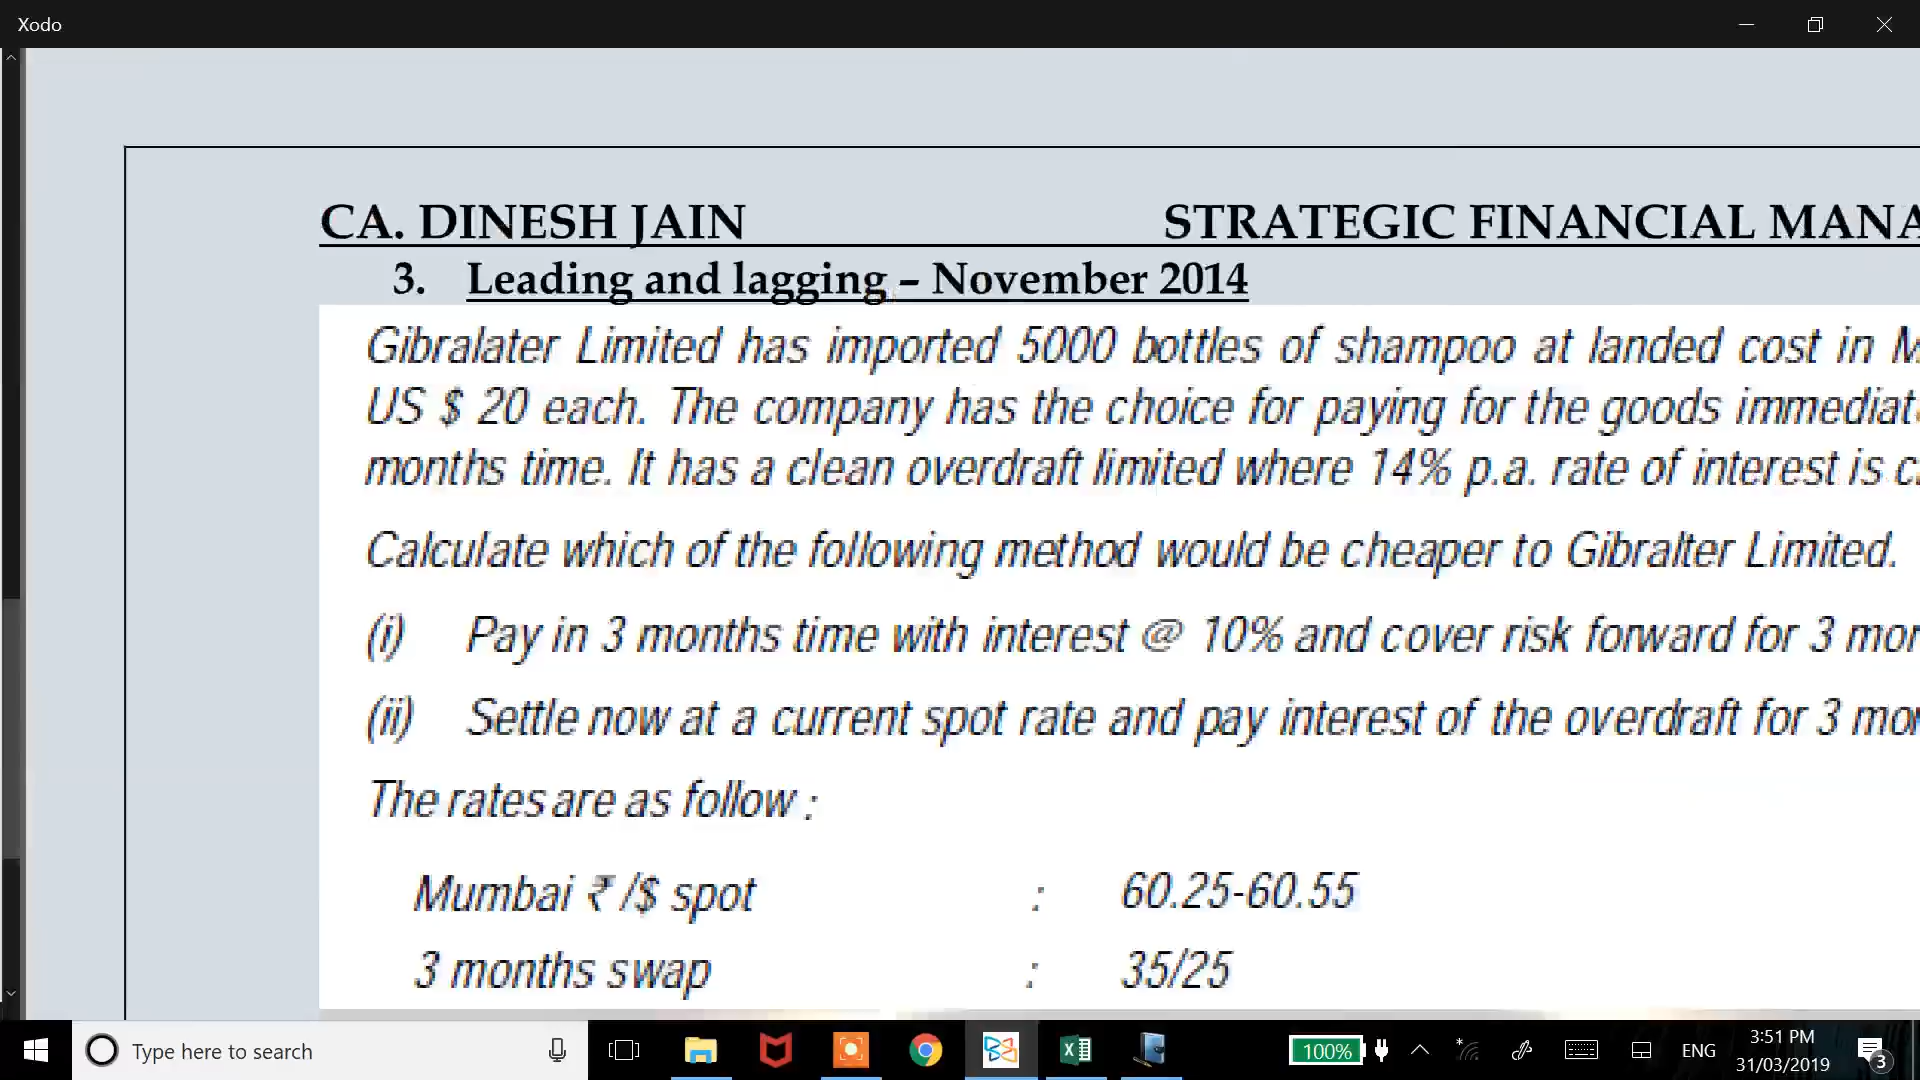 Xodo
CA. DINESH JAIN STRATEGIC FINANCIAL
3. Leading and lagging – November 2014
Gibralater Limited has imported 5000 bottles of shampoo at landed cost in
US $ 20 each. The company has the choice for paying for the goods
months time. It has a clean overdraft limited where 14% p.a. rate of interest is
Calculate which of the following method would be cheaper to Gibralter Limited.
(i) Pay in 3 months time with interest @ 10% and cover risk forward for 3
(ii) Settle now at a current spot rate and pay interest of the overdraft for 3
The rates are as follow :
Mumbai ₹ /$ spot : 60.25-60.55
3 months swap : 35/25
Type here to search
100%
ENG
3:51 PM
31/03/2019
3